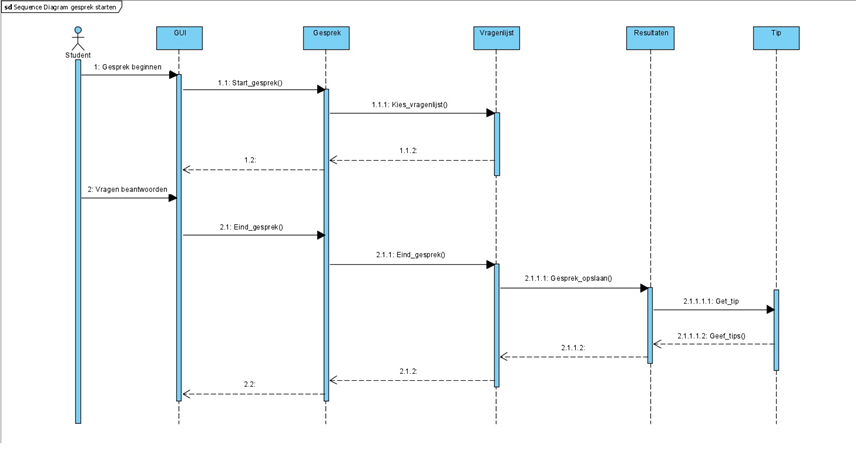 sd Sequence Diagram gesprek starten
Student
GUI
Gesprek
Vragenlijst
Resultaten
Tip
1: Gesprek beginnen
1.1: Start_gesprek()
1.1.1: Kies_vragenlijst()
1.1.2:
1.2:
2: Vragen beantwoorden
2.1: Eind_gesprek()
2.1.1: Eind_gesprek()
2.1.1.1: Gesprek_opslaan()
2.1.1.1.1: Get_tip
2.1.1.1.2: Geef_tips()
2.1.1.2:
2.1.2:
2.2: